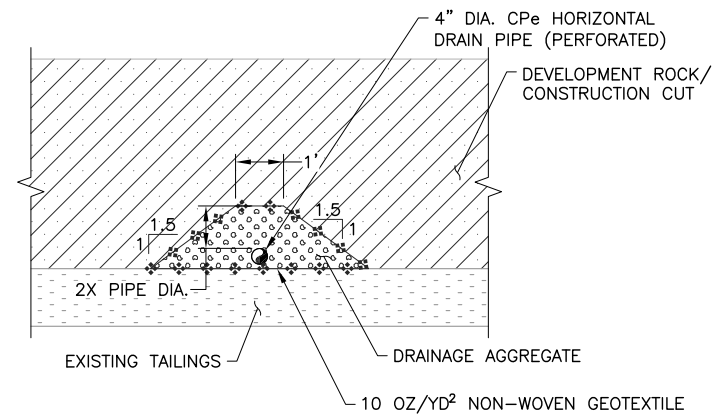 4" DIA. CPe HORIZONTAL
DRAIN PIPE (PERFORATED)
DEVELOPMENT ROCK/
CONSTRUCTION CUT
1'
1.5
1
1.5
1
2X PIPE DIA.
EXISTING TAILINGS
DRAINAGE AGGREGATE
10 OZ/YD² NON-WOVEN GEOTEXTILE